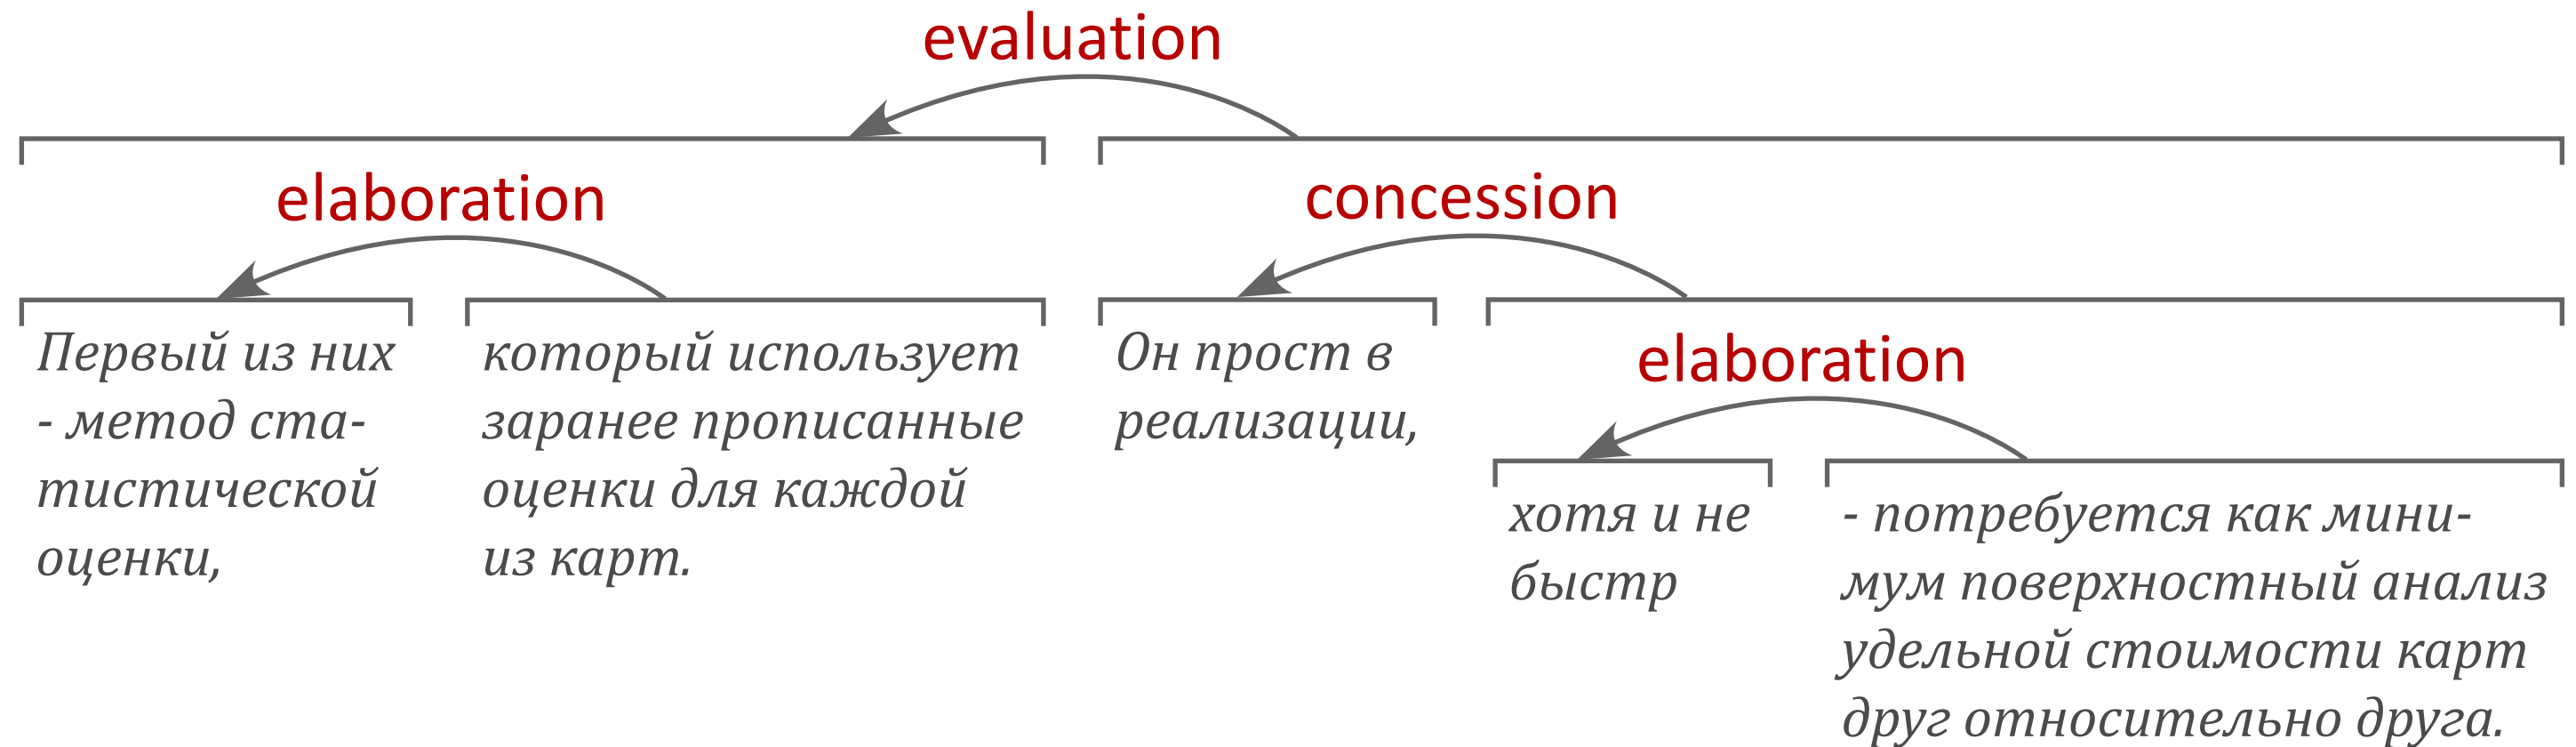 evaluation
elaboration
concession
Первый из них
- метод ста-
тистической
оценки,
который использует
заранее прописанные
оценки для каждой
из карт.
Он прост в
реализации,
elaboration
хотя и не
быстр
- потребуется как мини-
мум поверхностный анализ
удельной стоимости карт
друг относительно друга.